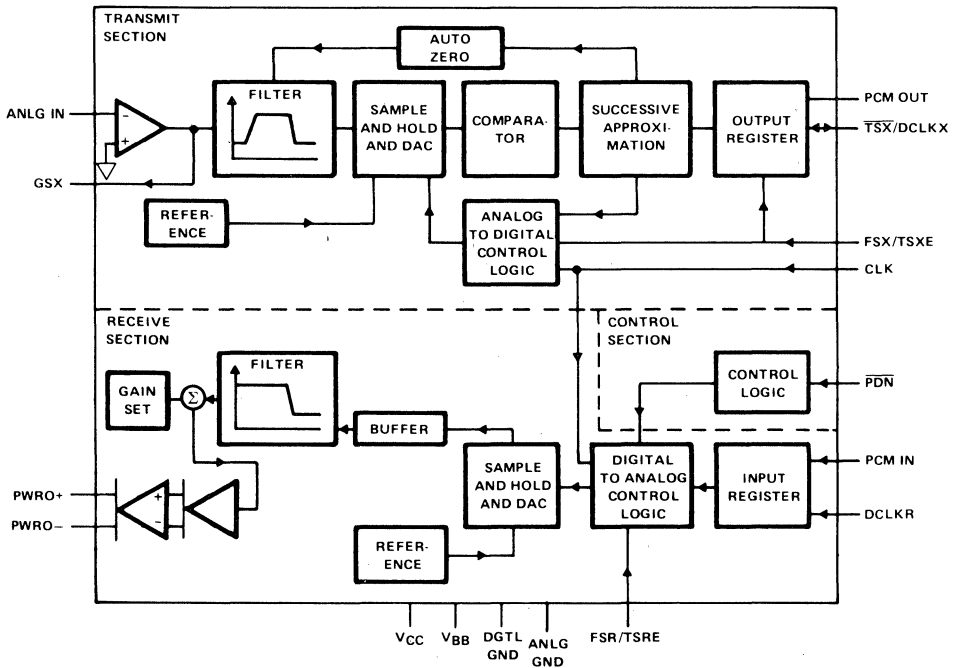 TRANSMIT
SECTION
AUTO
ZERO
ANLG IN
−
+
GSX
FILTER
SAMPLE
AND HOLD
AND DAC
COMPARA-
TOR
SUCCESSIVE
APPROXI-
MATION
OUTPUT
REGISTER
PCM OUT
TSX/DCLKX
REFER-
ENCE
ANALOG
TO DIGITAL
CONTROL
LOGIC
FSX/TSXE
CLK
RECEIVE
SECTION
CONTROL
SECTION
GAIN
SET
Σ
FILTER
BUFFER
CONTROL
LOGIC
PDN
SAMPLE
AND HOLD
AND DAC
DIGITAL
TO ANALOG
CONTROL
LOGIC
INPUT
REGISTER
PCM IN
DCLKR
PWRO+
PWRO−
+
−
REFER-
ENCE
VCC
VBB
DGTL
GND
ANLG
GND
FSR/TSRE